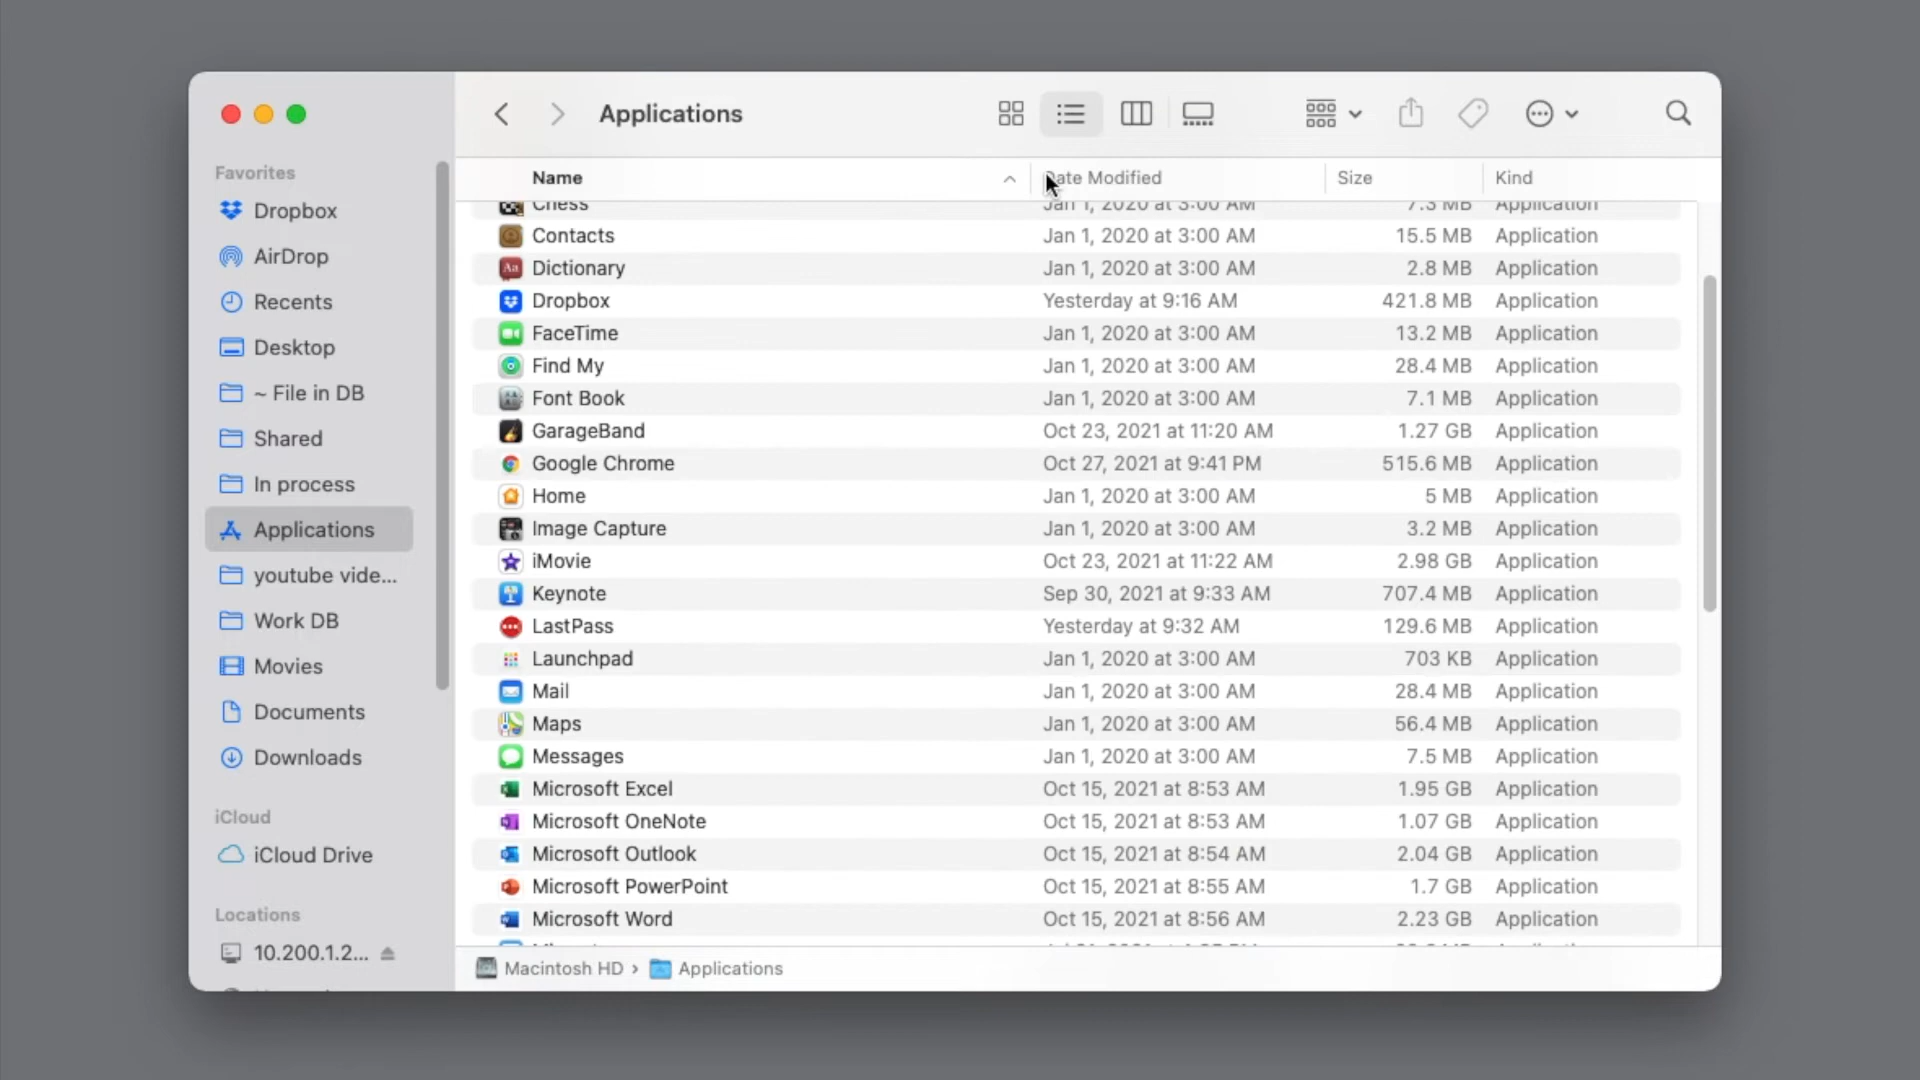 Applications
Favorites
Dropbox
AirDrop
Recents
Desktop
~ File in DB
Shared
In process
Applications
youtube vide...
Work DB
Movies
Documents
Downloads
iCloud
iCloud Drive
Locations
10.200.1.2...
Name Date Modified Size Kind
Chess Jan 1, 2020 at 3:00 AM 7.3 MB Application
Contacts Jan 1, 2020 at 3:00 AM 15.5 MB Application
Dictionary Jan 1, 2020 at 3:00 AM 2.8 MB Application
Dropbox Yesterday at 9:16 AM 421.8 MB Application
FaceTime Jan 1, 2020 at 3:00 AM 13.2 MB Application
Find My Jan 1, 2020 at 3:00 AM 28.4 MB Application
Font Book Jan 1, 2020 at 3:00 AM 7.1 MB Application
GarageBand Oct 23, 2021 at 11:20 AM 1.27 GB Application
Google Chrome Oct 27, 2021 at 9:41 PM 515.6 MB Application
Home Jan 1, 2020 at 3:00 AM 5 MB Application
Image Capture Jan 1, 2020 at 3:00 AM 3.2 MB Application
iMovie Oct 23, 2021 at 11:22 AM 2.98 GB Application
Keynote Sep 30, 2021 at 9:33 AM 707.4 MB Application
LastPass Yesterday at 9:32 AM 129.6 MB Application
Launchpad Jan 1, 2020 at 3:00 AM 703 KB Application
Mail Jan 1, 2020 at 3:00 AM 28.4 MB Application
Maps Jan 1, 2020 at 3:00 AM 56.4 MB Application
Messages Jan 1, 2020 at 3:00 AM 7.5 MB Application
Microsoft Excel Oct 15, 2021 at 8:53 AM 1.95 GB Application
Microsoft OneNote Oct 15, 2021 at 8:53 AM 1.07 GB Application
Microsoft Outlook Oct 15, 2021 at 8:54 AM 2.04 GB Application
Microsoft PowerPoint Oct 15, 2021 at 8:55 AM 1.7 GB Application
Microsoft Word Oct 15, 2021 at 8:56 AM 2.23 GB Application
Macintosh HD › Applications